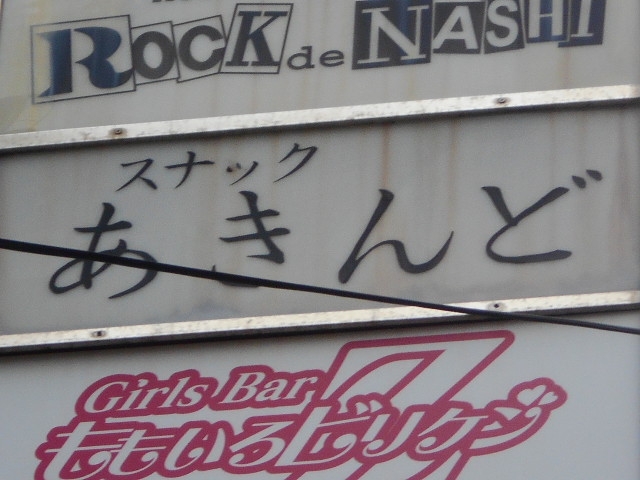 ROCK de NASHI
スナック
あきんど
Girls Bar
ももいろビリケンZ